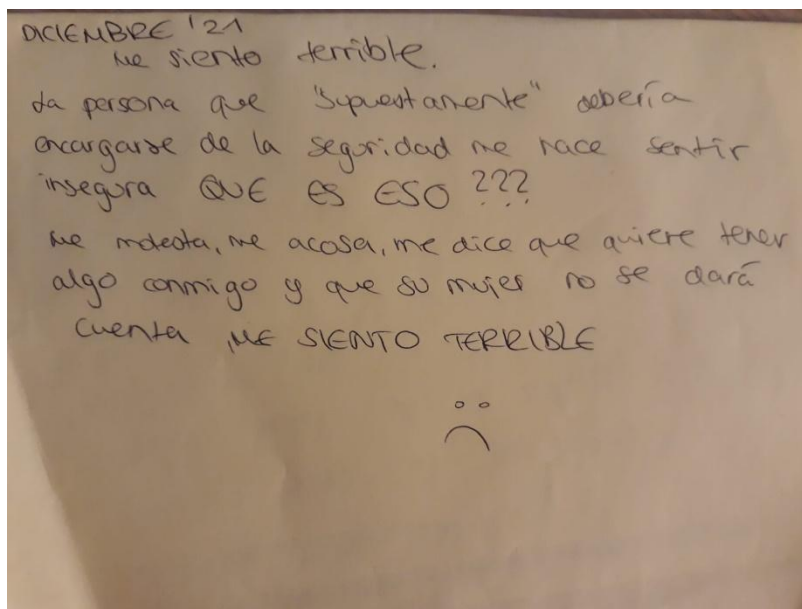 DICIEMBRE '21
Me siento terrible.
La persona que "supuestamente" debería
encargarse de la seguridad me hace sentir
insegura QUE ES ESO ???
Me molesta, me acosa, me dice que quiere tener
algo conmigo y que su mujer no se dará
cuenta, ME SIENTO TERRIBLE